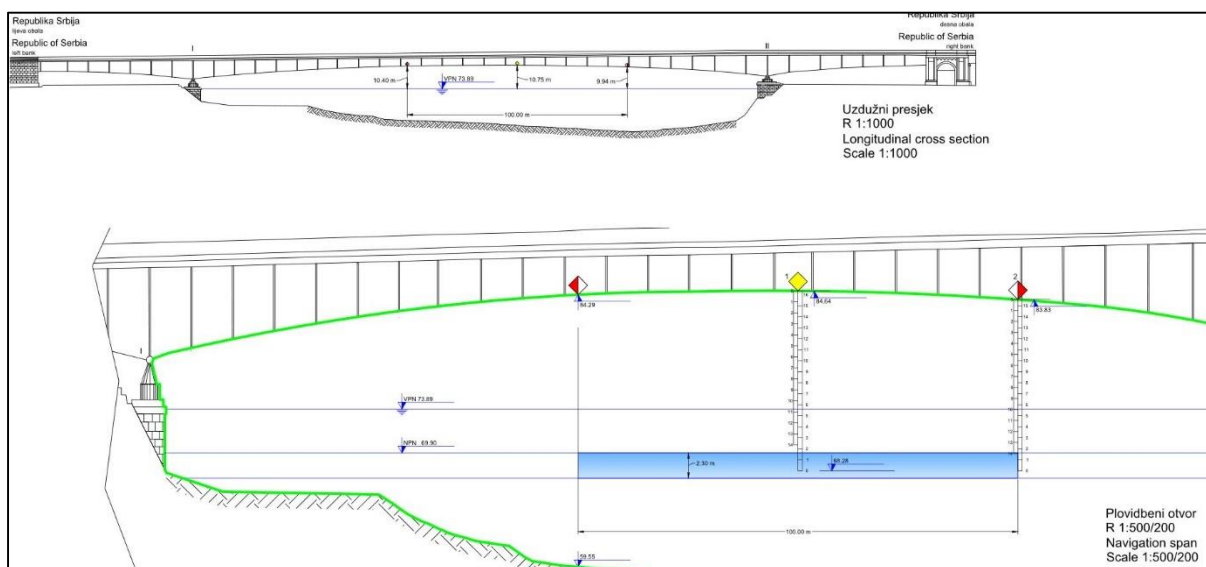 Republika Srbija
lijeva obala
Republic of Serbia
left bank
Republika Srbija
desna obala
Republic of Serbia
right bank
I
II
10.40 m
VPN 73.89
10.75 m
9.94 m
100.00 m
Uzdužni presjek
R 1:1000
Longitudinal cross section
Scale 1:1000
1
2
84.29
84.64
83.83
I
VPN 73.89
NPN 69.90
2.30 m
68.28
100.00 m
59.55
Plovidbeni otvor
R 1:500/200
Navigation span
Scale 1:500/200